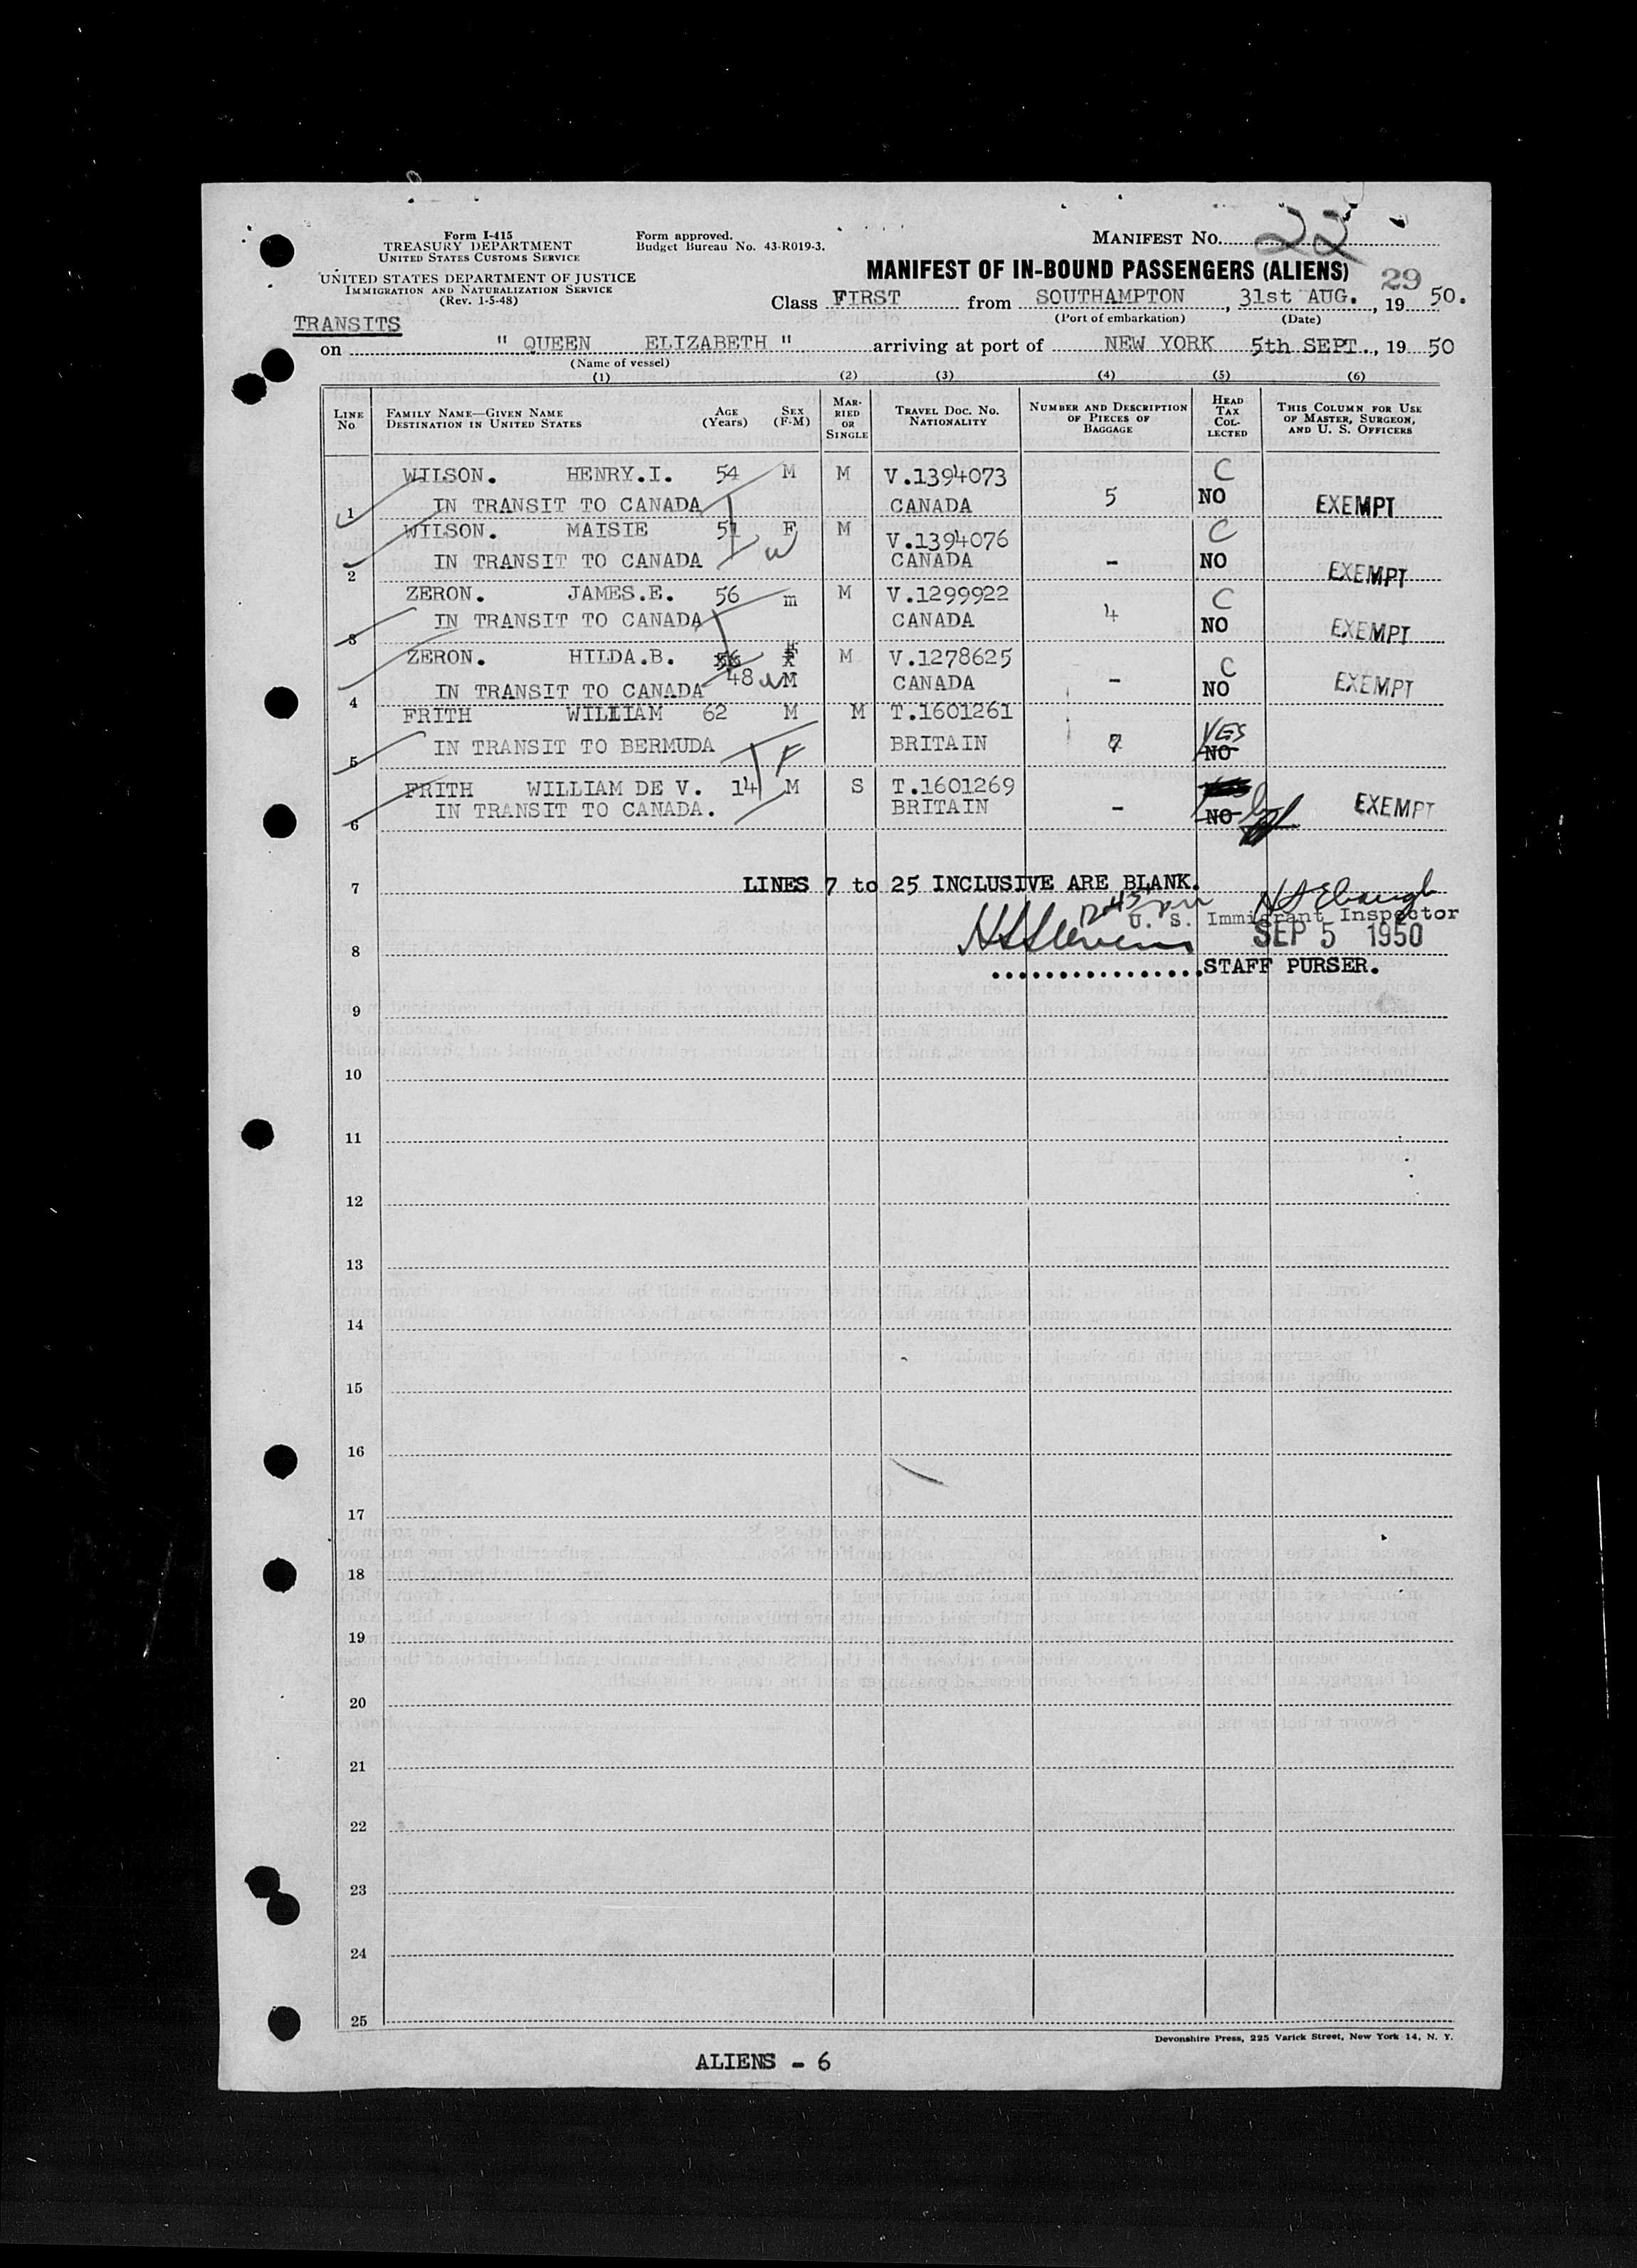 Form I-415
TREASURY DEPARTMENT
UNITED STATES CUSTOMS SERVICE
UNITED STATES DEPARTMENT OF JUSTICE
IMMIGRATION AND NATURALIZATION SERVICE
(Rev. 1-5-48)
Form approved.
Budget Bureau No. 43-R019-3.
MANIFEST No. 22
MANIFEST OF IN-BOUND PASSENGERS (ALIENS) 29
Class FIRST from SOUTHAMPTON, 31st AUG., 19 50.
(Port of embarkation) (Date)
TRANSITS
on " QUEEN ELIZABETH " arriving at port of NEW YORK 5th SEPT., 19 50
(Name of vessel)
(1) (2) (3) (4) (5) (6)
LINE No. FAMILY NAME—GIVEN NAME DESTINATION IN UNITED STATES AGE (Years) SEX (F-M) MARRIED OR SINGLE TRAVEL DOC. NO. NATIONALITY NUMBER AND DESCRIPTION OF PIECES OF BAGGAGE HEAD TAX COLLECTED THIS COLUMN FOR USE OF MASTER, SURGEON, AND U. S. OFFICERS
WILSON. HENRY.I. 54 M M V.1394073 C
1 IN TRANSIT TO CANADA CANADA 5 NO EXEMPT
WILSON. MAISIE 51 F M V.1394076 C
2 IN TRANSIT TO CANADA W CANADA - NO EXEMPT
ZERON. JAMES.E. 56 m M V.1299922 C
3 IN TRANSIT TO CANADA CANADA 4 NO EXEMPT
ZERON. HILDA.B. 56 F M V.1278625 C
4 IN TRANSIT TO CANADA 48 M CANADA - NO EXEMPT
FRITH WILLIAM 62 M M T.1601261 YES
5 IN TRANSIT TO BERMUDA F BRITAIN 7 NO
FRITH WILLIAM DE V. 14 M S T.1601269
6 IN TRANSIT TO CANADA. BRITAIN - NO EXEMPT
7 LINES 7 to 25 INCLUSIVE ARE BLANK.
U. S. Immigrant Inspector
8 SEP 5 1950
.................STAFF PURSER.
9
10
11
12
13
14
15
16
17
18
19
20
21
22
23
24
25
Devonshire Press, 225 Varick Street, New York 14, N. Y.
ALIENS - 6